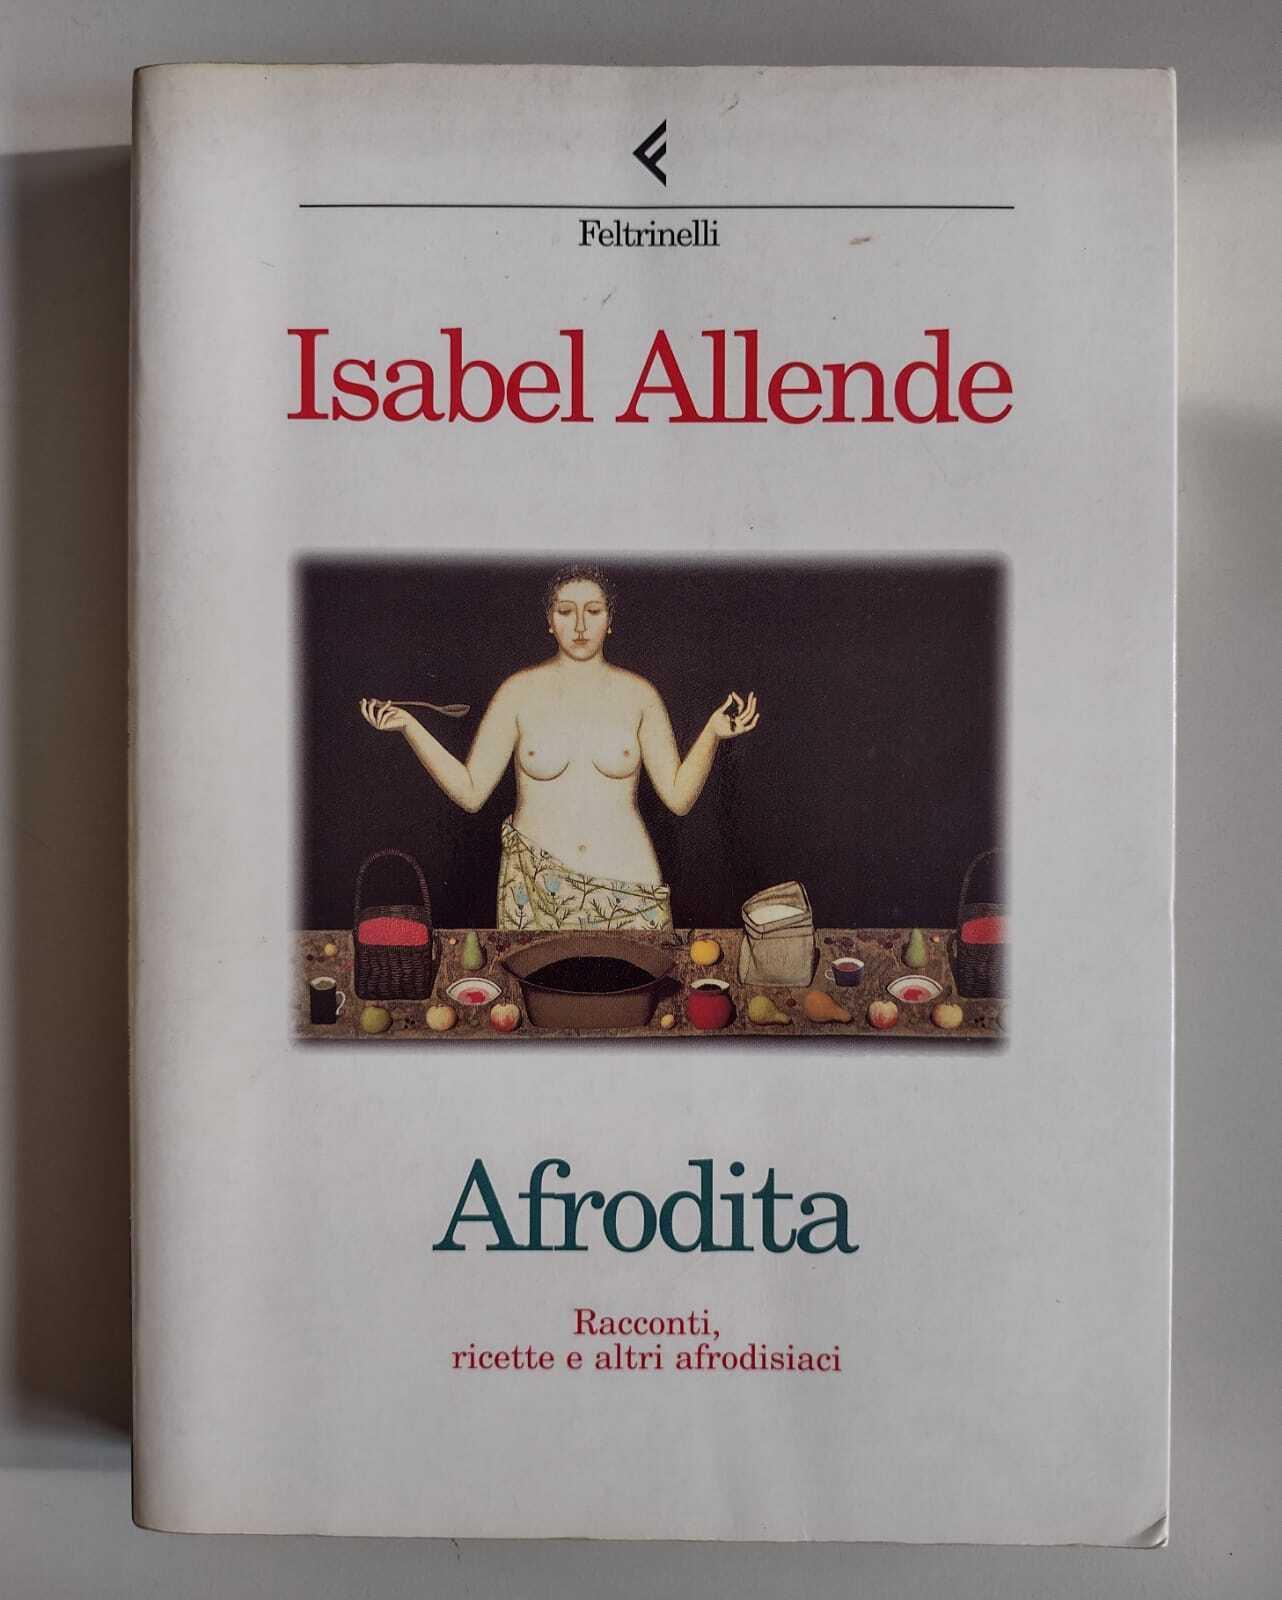 Feltrinelli
Isabel Allende
Afrodita
Racconti,
ricette e altri afrodisiaci